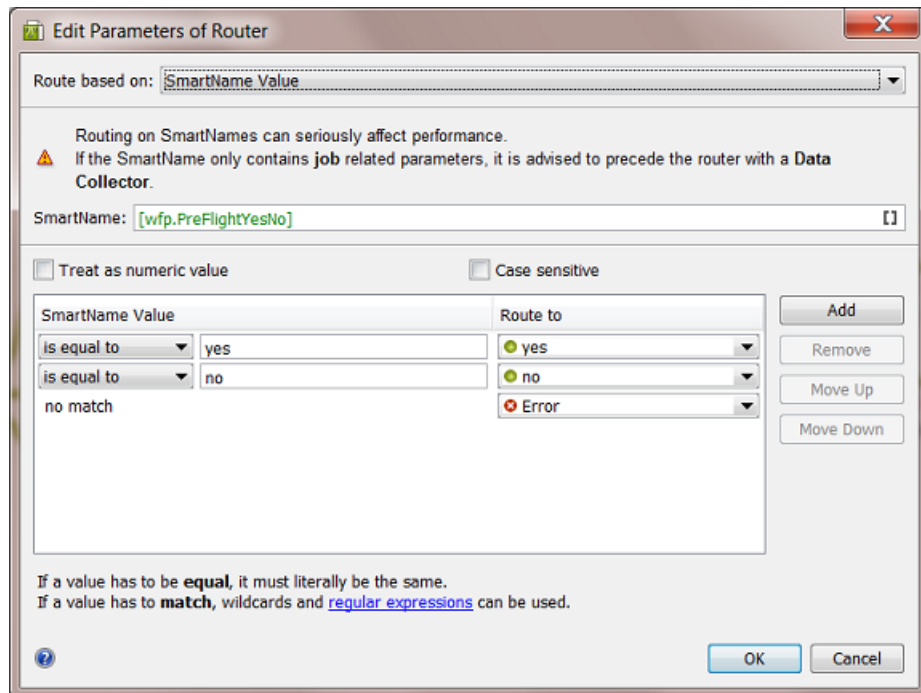 Edit Parameters of Router
Route based on: SmartName Value
Routing on SmartNames can seriously affect performance.
If the SmartName only contains job related parameters, it is advised to precede the router with a Data
Collector.
SmartName: [wfp.PreFlightYesNo] []
Treat as numeric value Case sensitive
SmartName Value Route to Add
is equal to yes yes Remove
is equal to no no Move Up
no match Error Move Down
If a value has to be equal, it must literally be the same.
If a value has to match, wildcards and regular expressions can be used.
? OK Cancel